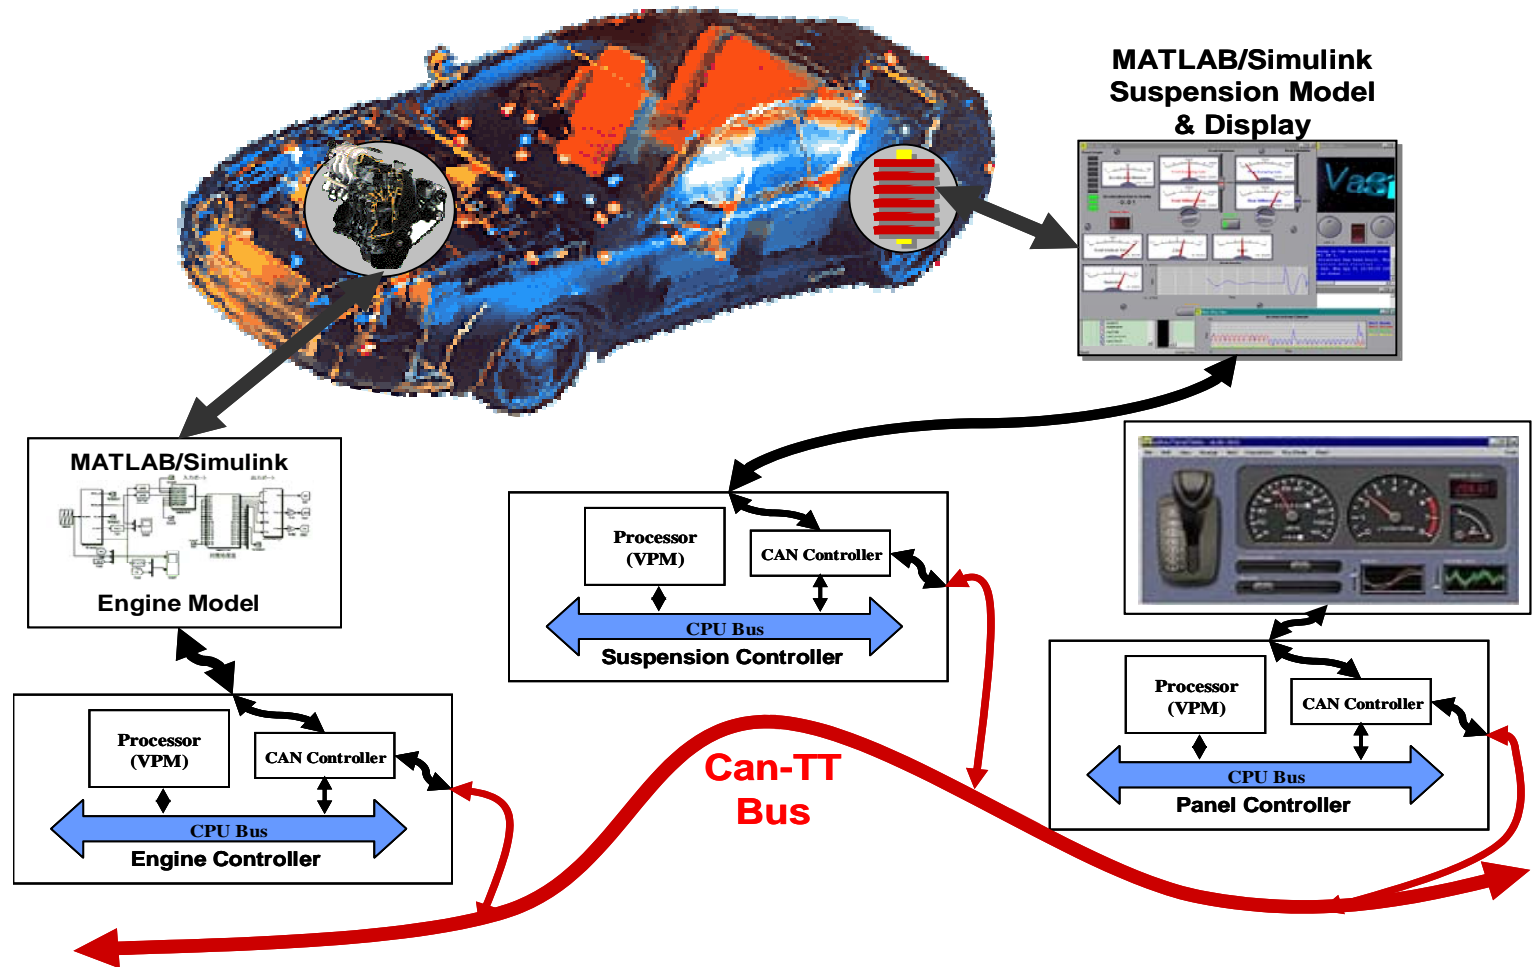 MATLAB/Simulink
Suspension Model
& Display
MATLAB/Simulink
Engine Model
Processor
(VPM)
CAN Controller
CPU Bus
Suspension Controller
Processor
(VPM)
CAN Controller
CPU Bus
Panel Controller
Processor
(VPM)
CAN Controller
CPU Bus
Engine Controller
Can-TT
Bus